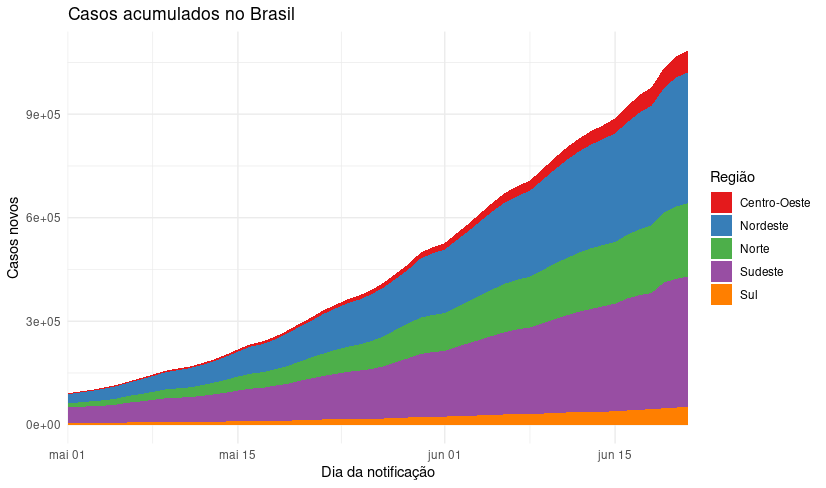 Casos acumulados no Brasil
Casos novos
9e+05
6e+05
3e+05
0e+00
mai 01
mai 15
jun 01
jun 15
Dia da notificação
Região
Centro-Oeste
Nordeste
Norte
Sudeste
Sul